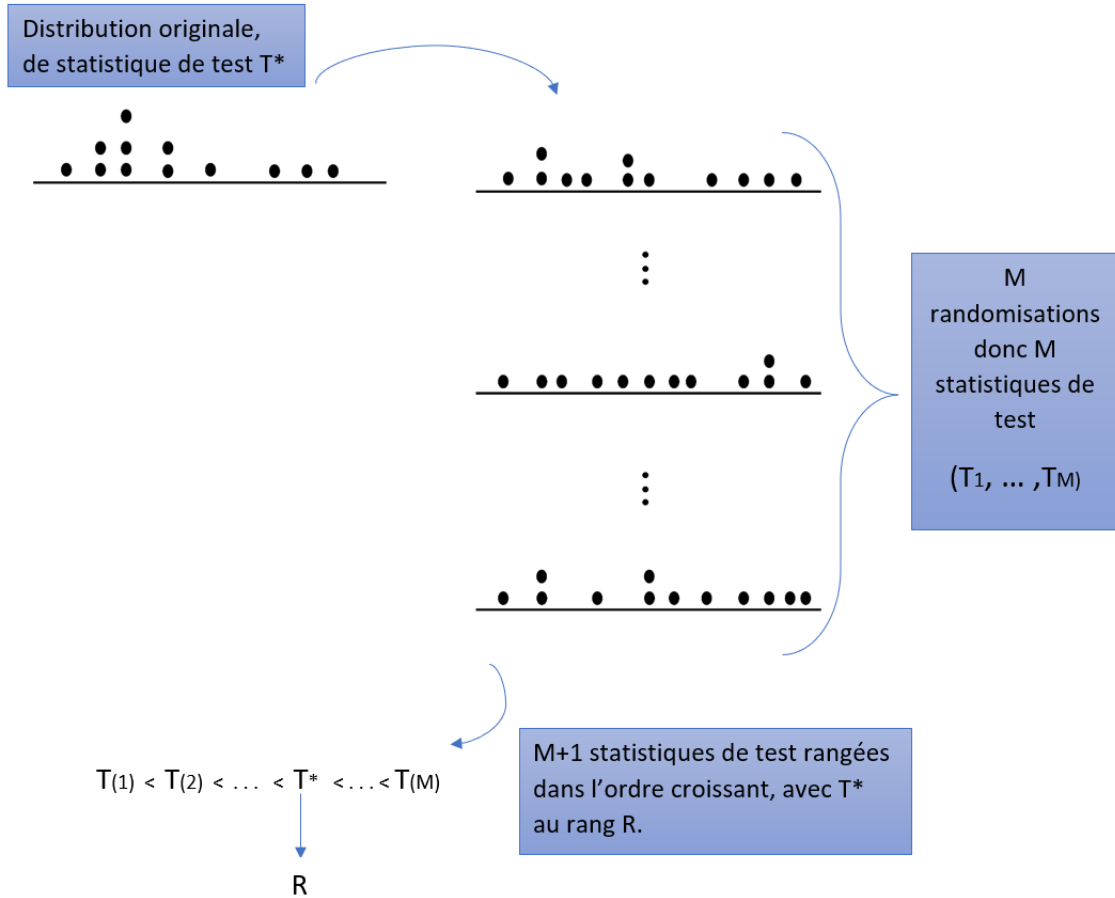 Distribution originale,
de statistique de test T*
M
randomisations
donc M
statistiques de
test
(T1, ... ,TM)
M+1 statistiques de test rangées
dans l'ordre croissant, avec T*
au rang R.
T(1) < T(2) < ... < T* < ... < T(M)
R